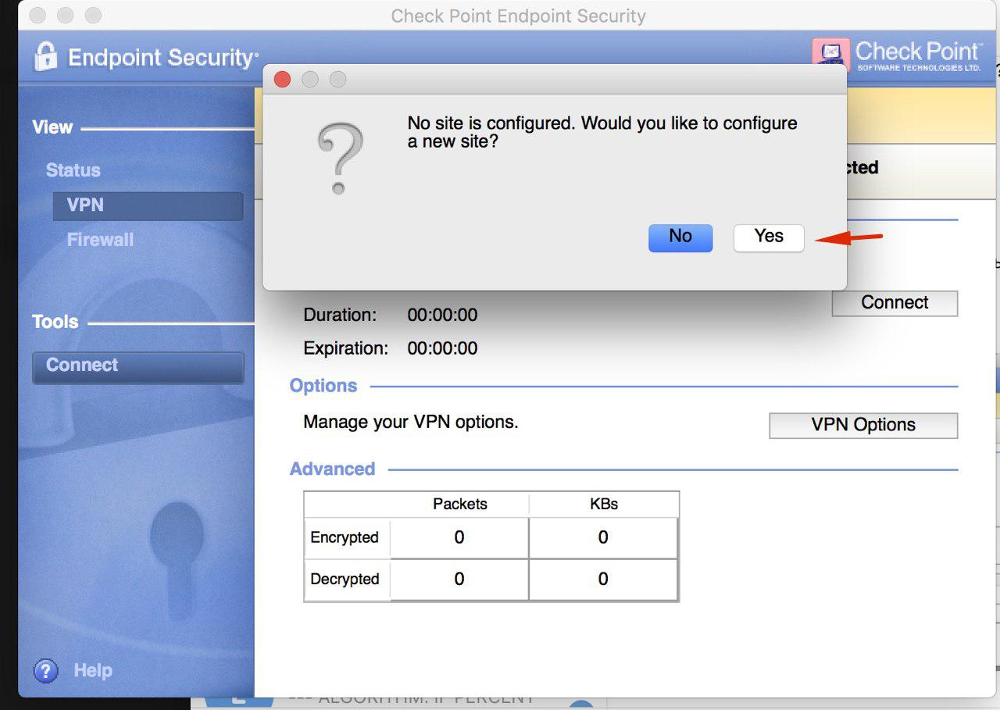 Check Point Endpoint Security
Endpoint Security
Check Point
SOFTWARE TECHNOLOGIES LTD.
No site is configured. Would you like to configure
a new site?
No
Yes
View
Status
VPN
Firewall
Tools
Connect
Help
Connect
Duration: 00:00:00
Expiration: 00:00:00
Options
Manage your VPN options.
VPN Options
Advanced
Packets KBs
Encrypted 0 0
Decrypted 0 0
ALGORITHM: IF PERCENT